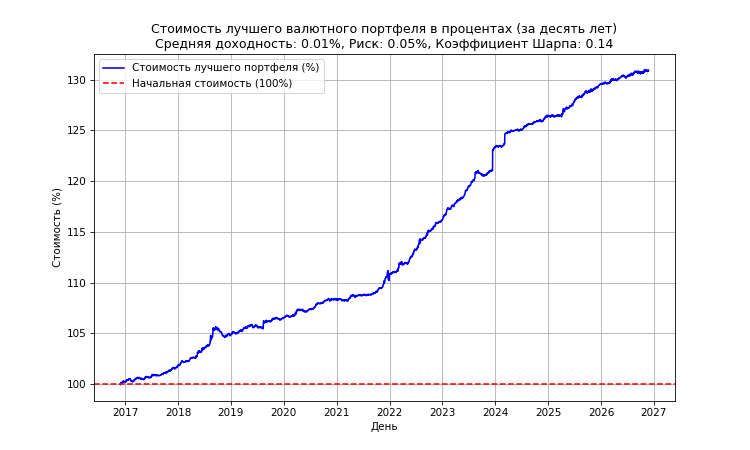 Стоимость лучшего валютного портфеля в процентах (за десять лет)
Средняя доходность: 0.01%, Риск: 0.05%, Коэффициент Шарпа: 0.14
Стоимость лучшего портфеля (%)
Начальная стоимость (100%)
Стоимость (%)
130
125
120
115
110
105
100
2017 2018 2019 2020 2021 2022 2023 2024 2025 2026 2027
День